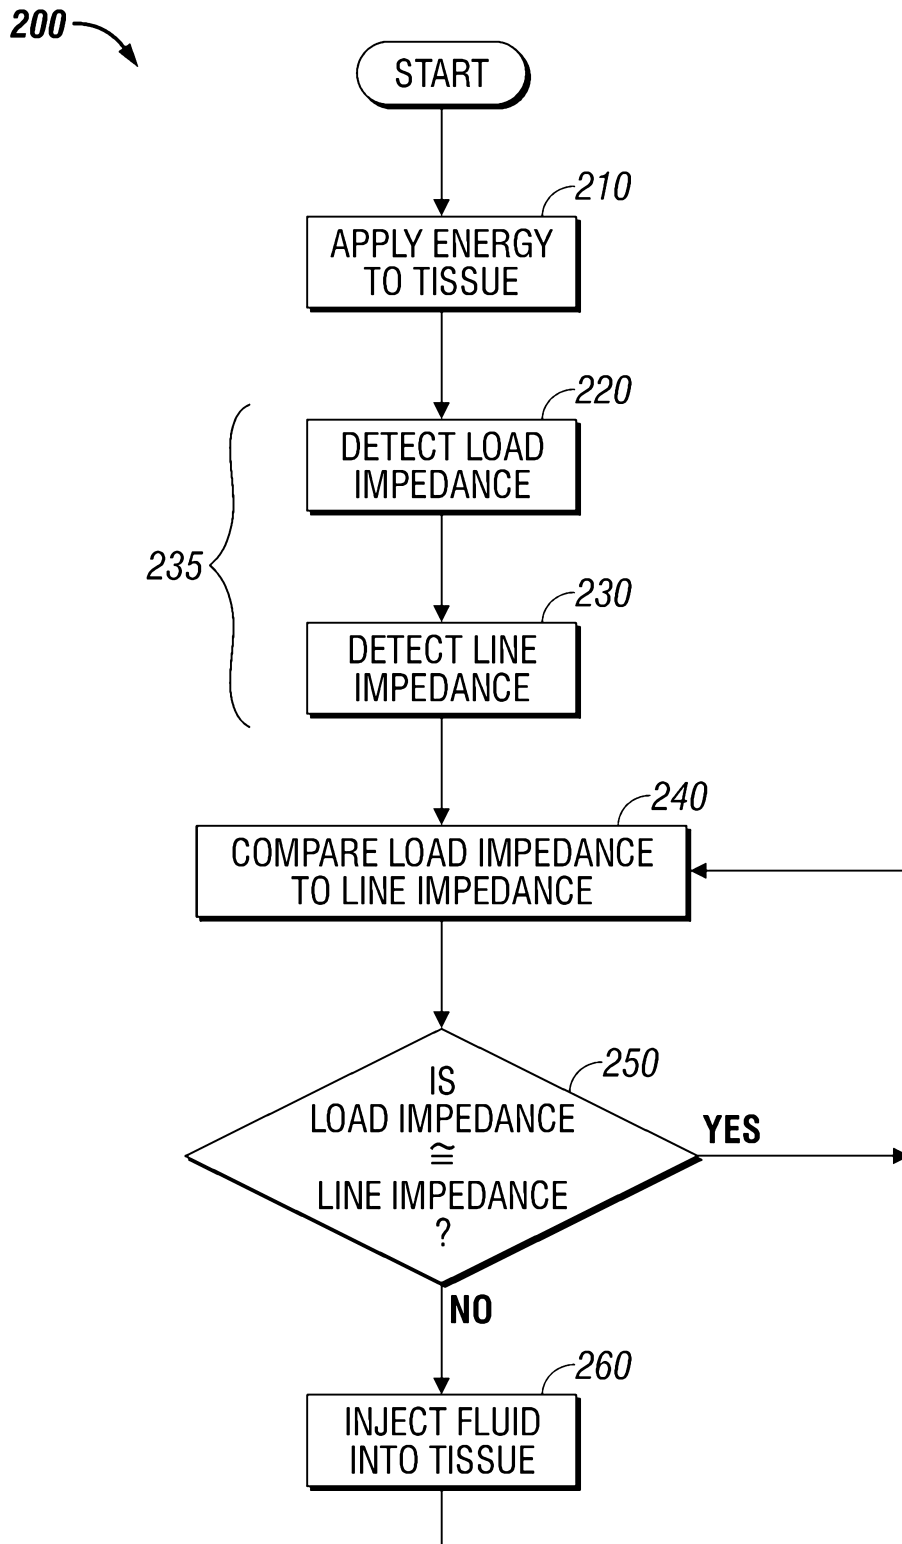 200
START
210
APPLY ENERGY
TO TISSUE
220
DETECT LOAD
IMPEDANCE
235
230
DETECT LINE
IMPEDANCE
240
COMPARE LOAD IMPEDANCE
TO LINE IMPEDANCE
250
IS
LOAD IMPEDANCE
≅
LINE IMPEDANCE
?
YES
NO
260
INJECT FLUID
INTO TISSUE